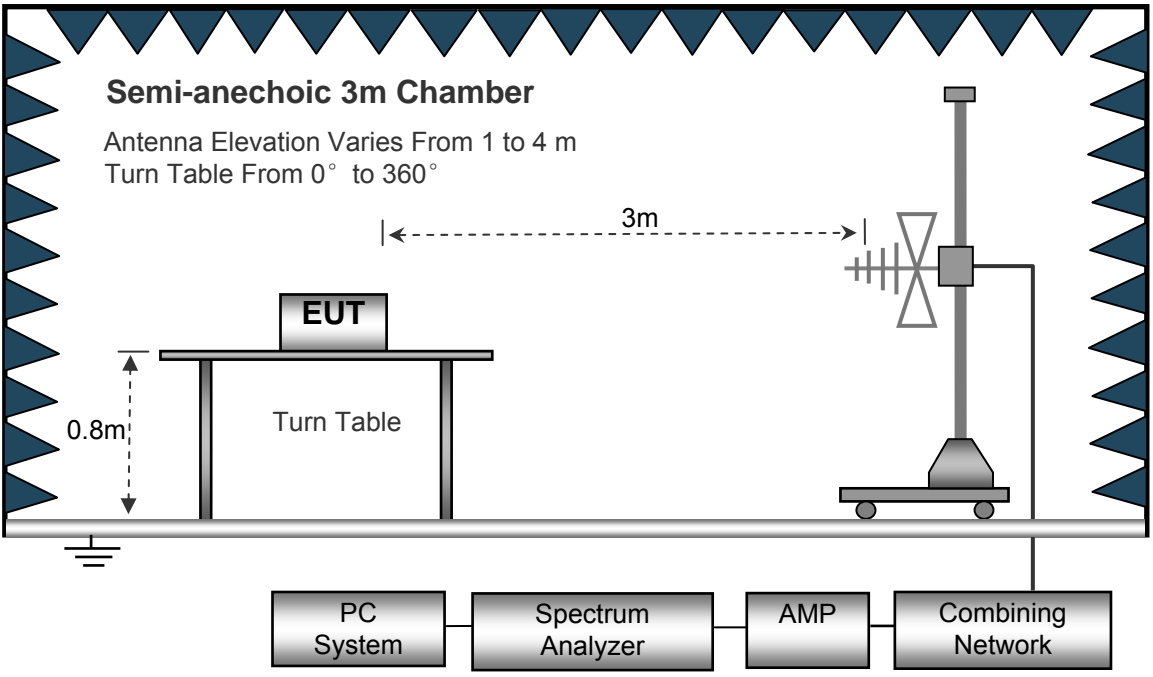 Semi-anechoic 3m Chamber
Antenna Elevation Varies From 1 to 4 m
Turn Table From 0° to 360°
3m
EUT
0.8m
Turn Table
PC
System
Spectrum
Analyzer
AMP
Combining
Network